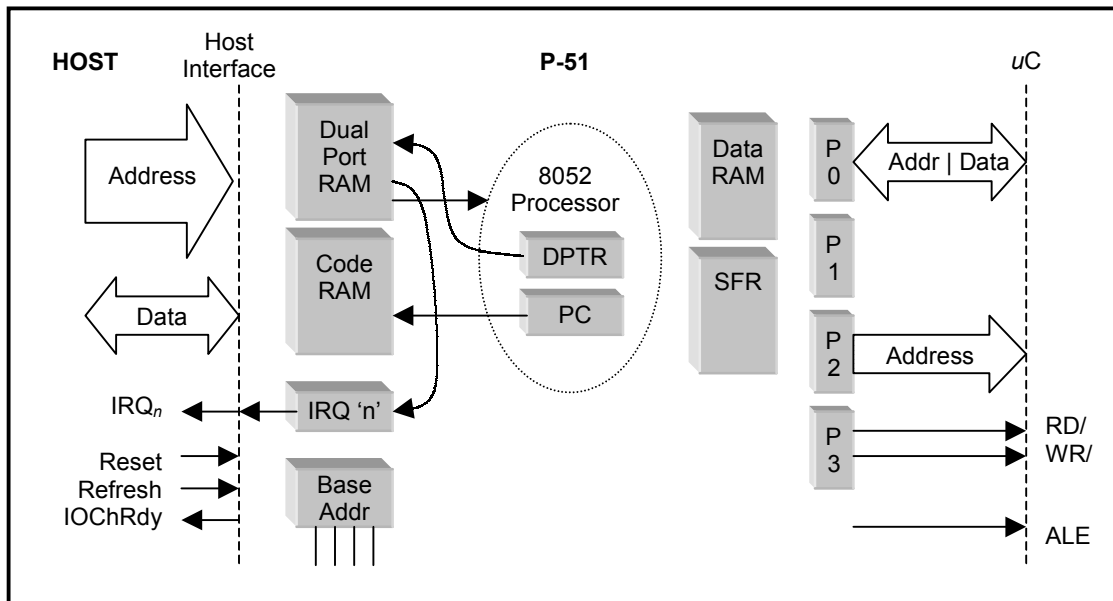 HOST
Host
Interface
P-51
uC
Address
Dual
Port
RAM
8052
Processor
DPTR
PC
Data
RAM
SFR
P
0
Addr | Data
P
1
Code
RAM
Data
P
2
Address
IRQn
IRQ ‘n’
P
3
RD/
WR/
Reset
Refresh
IOChRdy
Base
Addr
ALE